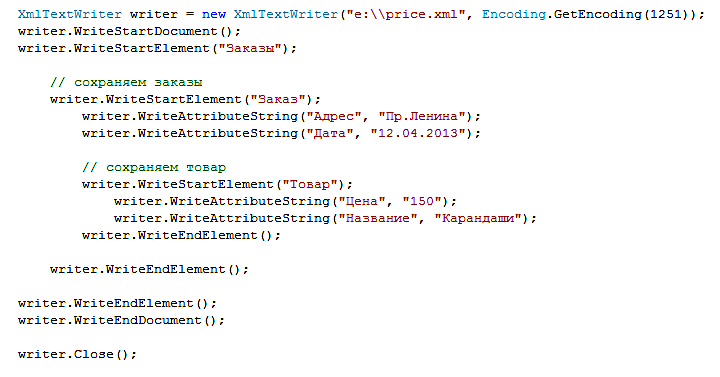 XmlTextWriter writer = new XmlTextWriter("e:\\price.xml", Encoding.GetEncoding(1251));
writer.WriteStartDocument();
writer.WriteStartElement("Заказы");
// сохраняем заказы
writer.WriteStartElement("Заказ");
writer.WriteAttributeString("Адрес", "Пр.Ленина");
writer.WriteAttributeString("Дата", "12.04.2013");
// сохраняем товар
writer.WriteStartElement("Товар");
writer.WriteAttributeString("Цена", "150");
writer.WriteAttributeString("Название", "Карандаши");
writer.WriteEndElement();
writer.WriteEndElement();
writer.WriteEndElement();
writer.WriteEndDocument();
writer.Close();